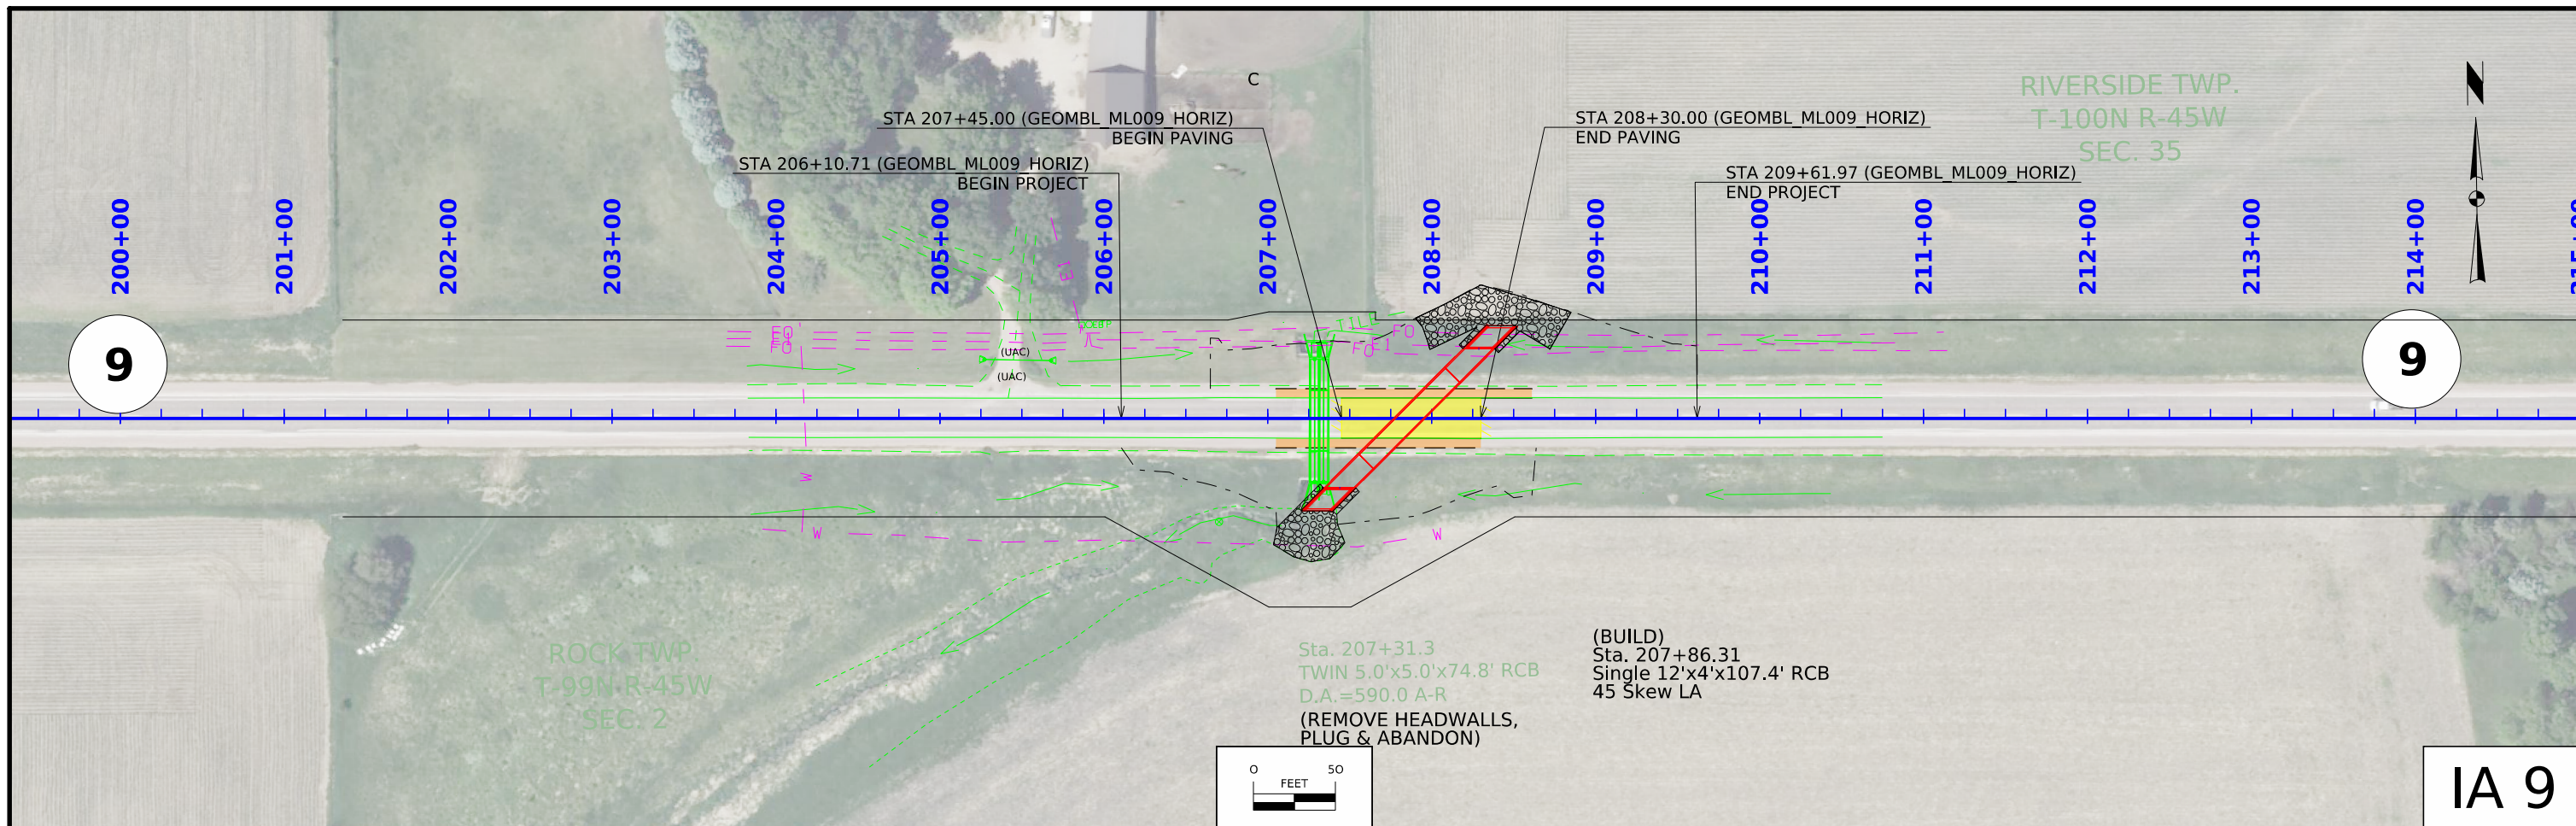 C
RIVERSIDE TWP.
T-100N R-45W
SEC. 35
STA 207+45.00 (GEOMBL_ML009_HORIZ)
BEGIN PAVING
STA 208+30.00 (GEOMBL_ML009_HORIZ)
END PAVING
STA 206+10.71 (GEOMBL_ML009_HORIZ)
BEGIN PROJECT
STA 209+61.97 (GEOMBL_ML009_HORIZ)
END PROJECT
200+00
201+00
202+00
203+00
204+00
205+00
206+00
207+00
208+00
209+00
210+00
211+00
212+00
213+00
214+00
E1
TILE
FO
E1
FO
FO
FO
E1
(UAC)
(UAC)
9
9
W
W
W
ROCK TWP.
T-99N R-45W
SEC. 2
Sta. 207+31.3
TWIN 5.0'x5.0'x74.8' RCB
D.A.=590.0 A-R
(REMOVE HEADWALLS,
PLUG & ABANDON)
(BUILD)
Sta. 207+86.31
Single 12'x4'x107.4' RCB
45 Skew LA
0 50
FEET
IA 9